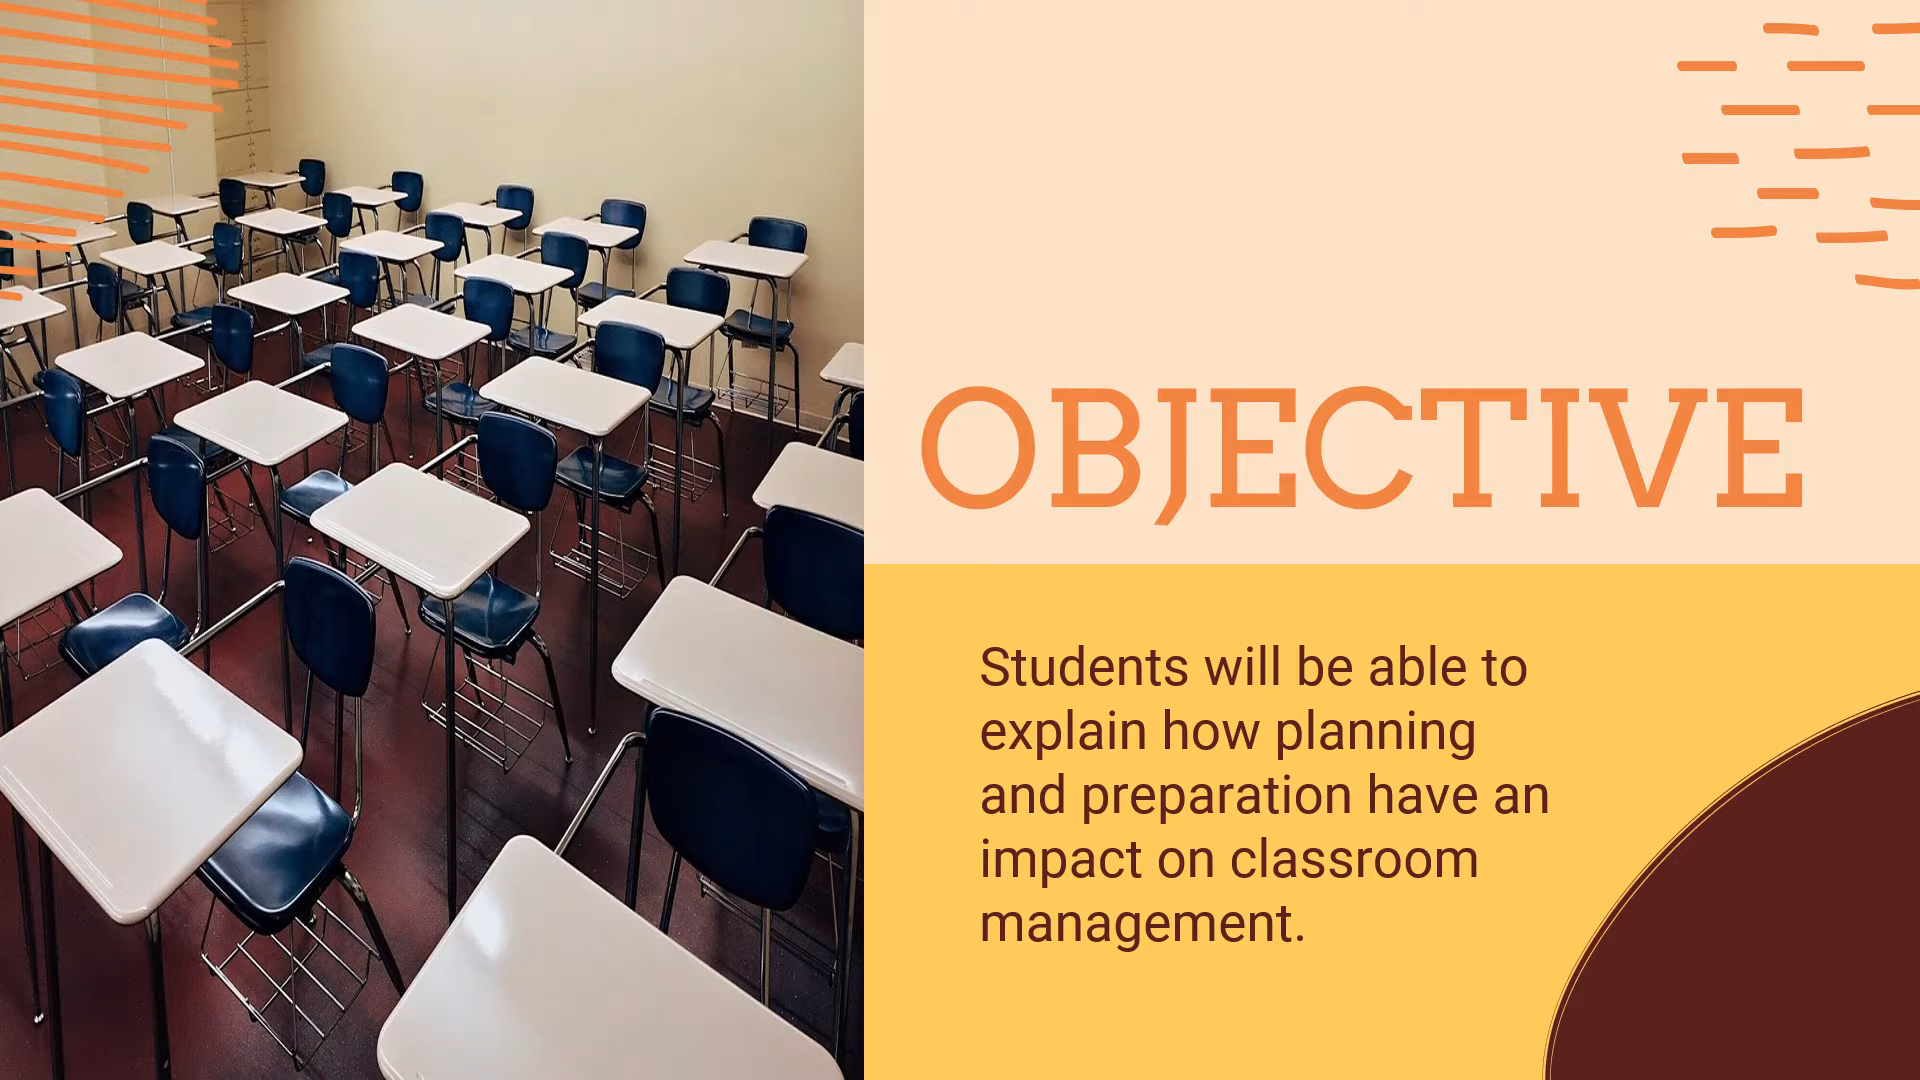 OBJECTIVE
Students will be able to
explain how planning
and preparation have an
impact on classroom
management.